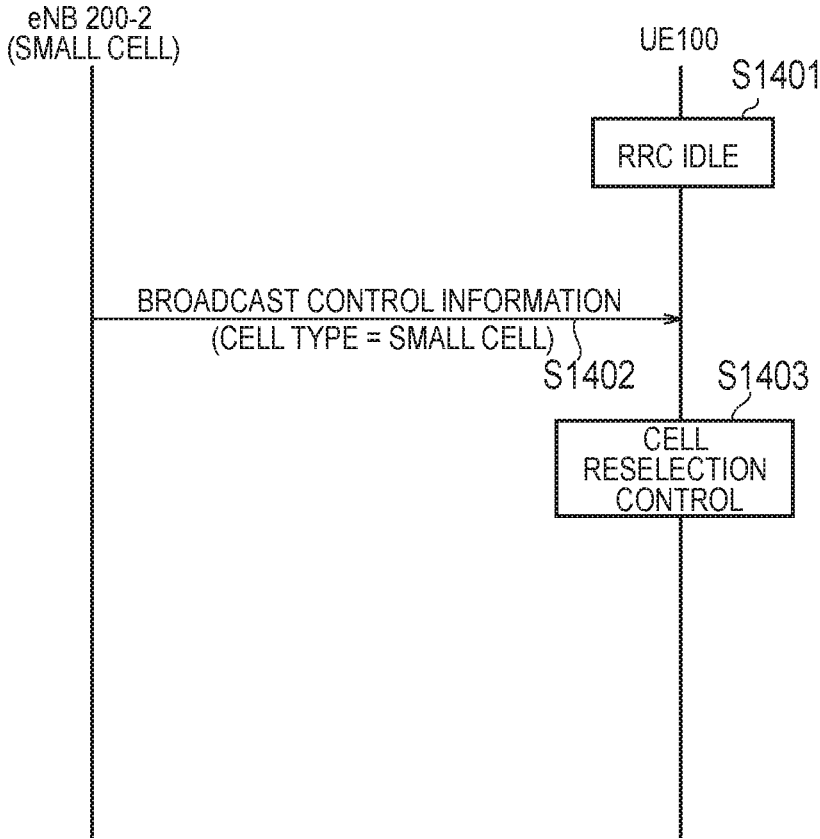 eNB 200-2
(SMALL CELL)
UE100
S1401
RRC IDLE
BROADCAST CONTROL INFORMATION
(CELL TYPE = SMALL CELL)
S1402
S1403
CELL
RESELECTION
CONTROL